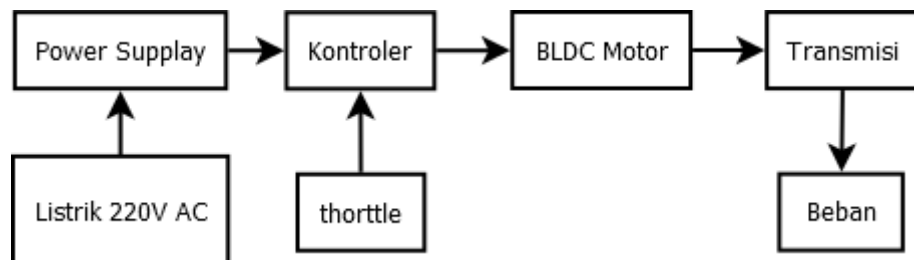 Power Supplay
Kontroler
BLDC Motor
Transmisi
Listrik 220V AC
thorttle
Beban